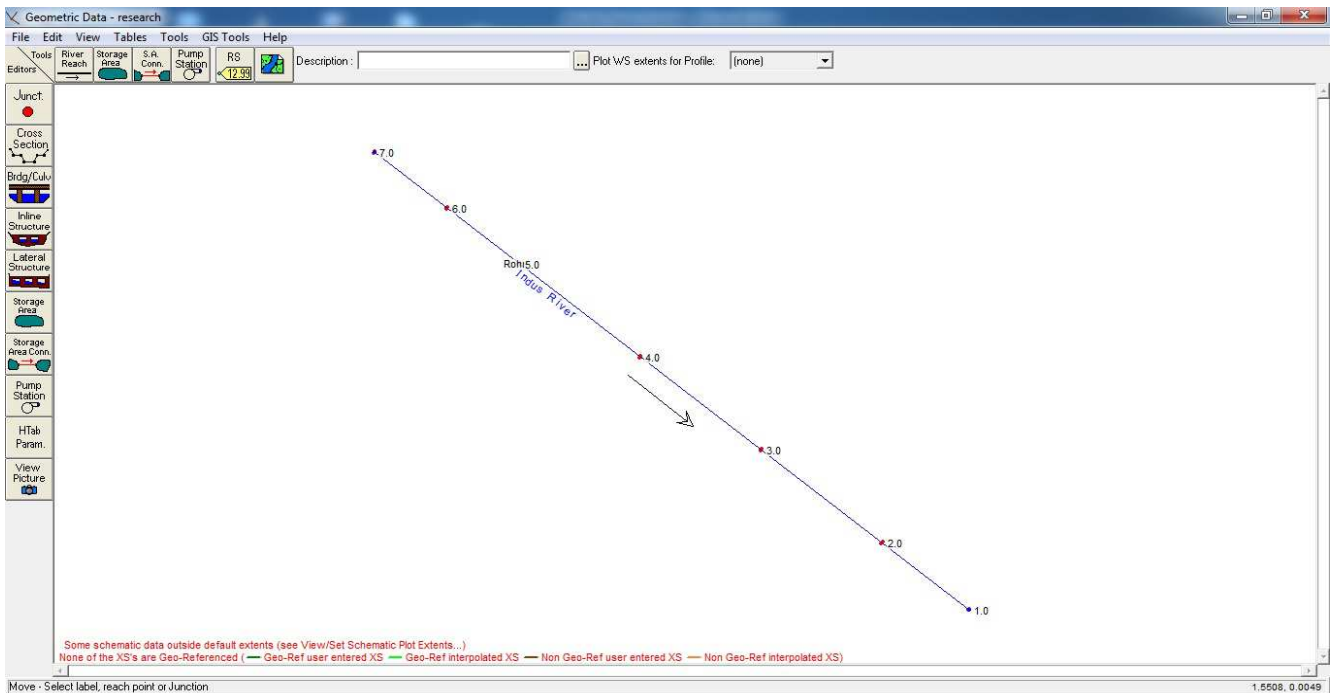 Geometric Data - research
File Edit View Tables Tools GIS Tools Help
Tools
Editors
River
Reach
Storage
Area
S.A.
Conn.
Pump
Station
RS
12.99
Description :
...
Plot WS extents for Profile:
(none)
Junct.
Cross
Section
Brdg/Culv
Inline
Structure
Lateral
Structure
Storage
Area
Storage
Area Conn.
Pump
Station
HTab
Param.
View
Picture
7.0
6.0
5.0
Indus River
4.0
3.0
2.0
1.0
Some schematic data outside default extents (see View/Set Schematic Plot Extents...)
None of the XS's are Geo-Referenced ( Geo-Ref user entered XS Geo-Ref interpolated XS Non Geo-Ref user entered XS Non Geo-Ref interpolated XS)
Move - Select label, reach point or Junction
1.5508, 0.0049